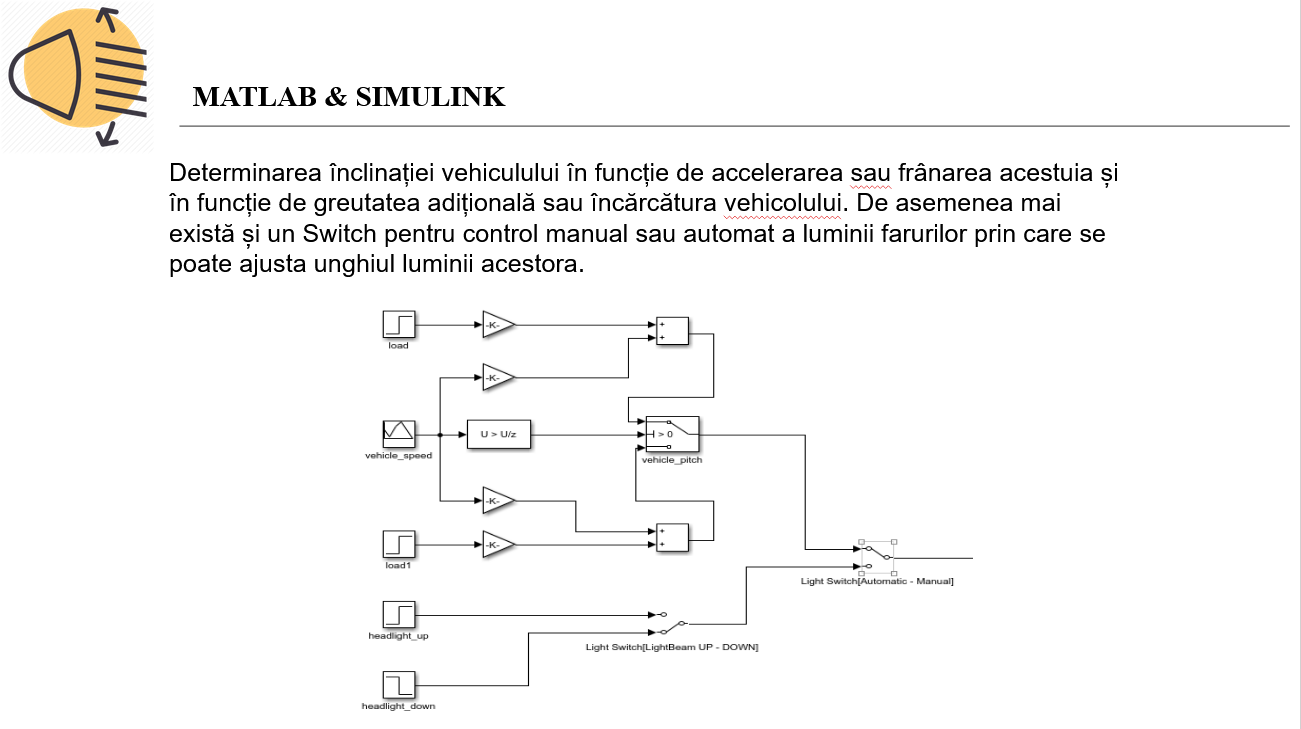 MATLAB & SIMULINK
Determinarea înclinației vehiculului în funcție de accelerarea sau frânarea acestuia și
în funcție de greutatea adițională sau încărcătura vehicolului. De asemenea mai
există și un Switch pentru control manual sau automat a luminii farurilor prin care se
poate ajusta unghiul luminii acestora.
-K-
+
+
load
-K-
U > U/z
> 0
vehicle_speed
vehicle_pitch
-K-
+
+
-K-
load1
Light Switch[Automatic - Manual]
headlight_up
Light Switch[LightBeam UP - DOWN]
headlight_down